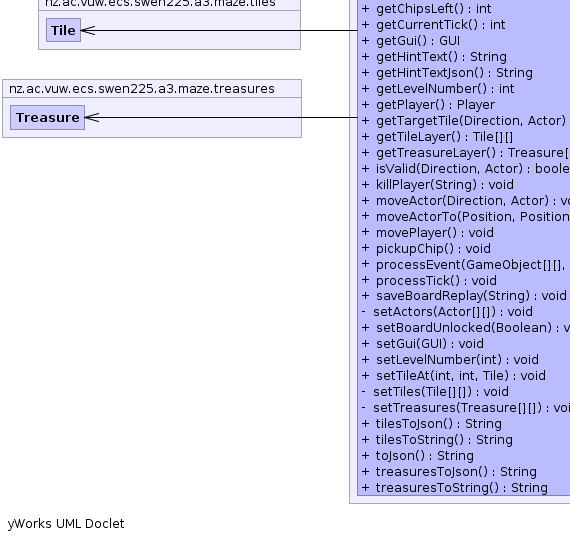 nz.ac.vuw.ecs.swen225.a3.maze.tiles
Tile
nz.ac.vuw.ecs.swen225.a3.maze.treasures
Treasure
+ getChipsLeft() : int
+ getCurrentTick() : int
+ getGui() : GUI
+ getHintText() : String
+ getHintTextJson() : String
+ getLevelNumber() : int
+ getPlayer() : Player
+ getTargetTile(Direction, Actor)
+ getTileLayer() : Tile[][]
+ getTreasureLayer() : Treasure[
+ isValid(Direction, Actor) : boole
+ killPlayer(String) : void
+ moveActor(Direction, Actor) : vo
+ moveActorTo(Position, Position
+ movePlayer() : void
+ pickupChip() : void
+ processEvent(GameObject[][],
+ processTick() : void
+ saveBoardReplay(String) : void
- setActors(Actor[][]) : void
+ setBoardUnlocked(Boolean) : v
+ setGui(GUI) : void
+ setLevelNumber(int) : void
+ setTileAt(int, int, Tile) : void
- setTiles(Tile[][]) : void
- setTreasures(Treasure[][]) : voi
+ tilesToJson() : String
+ tilesToString() : String
+ toJson() : String
+ treasuresToJson() : String
+ treasuresToString() : String
yWorks UML Doclet